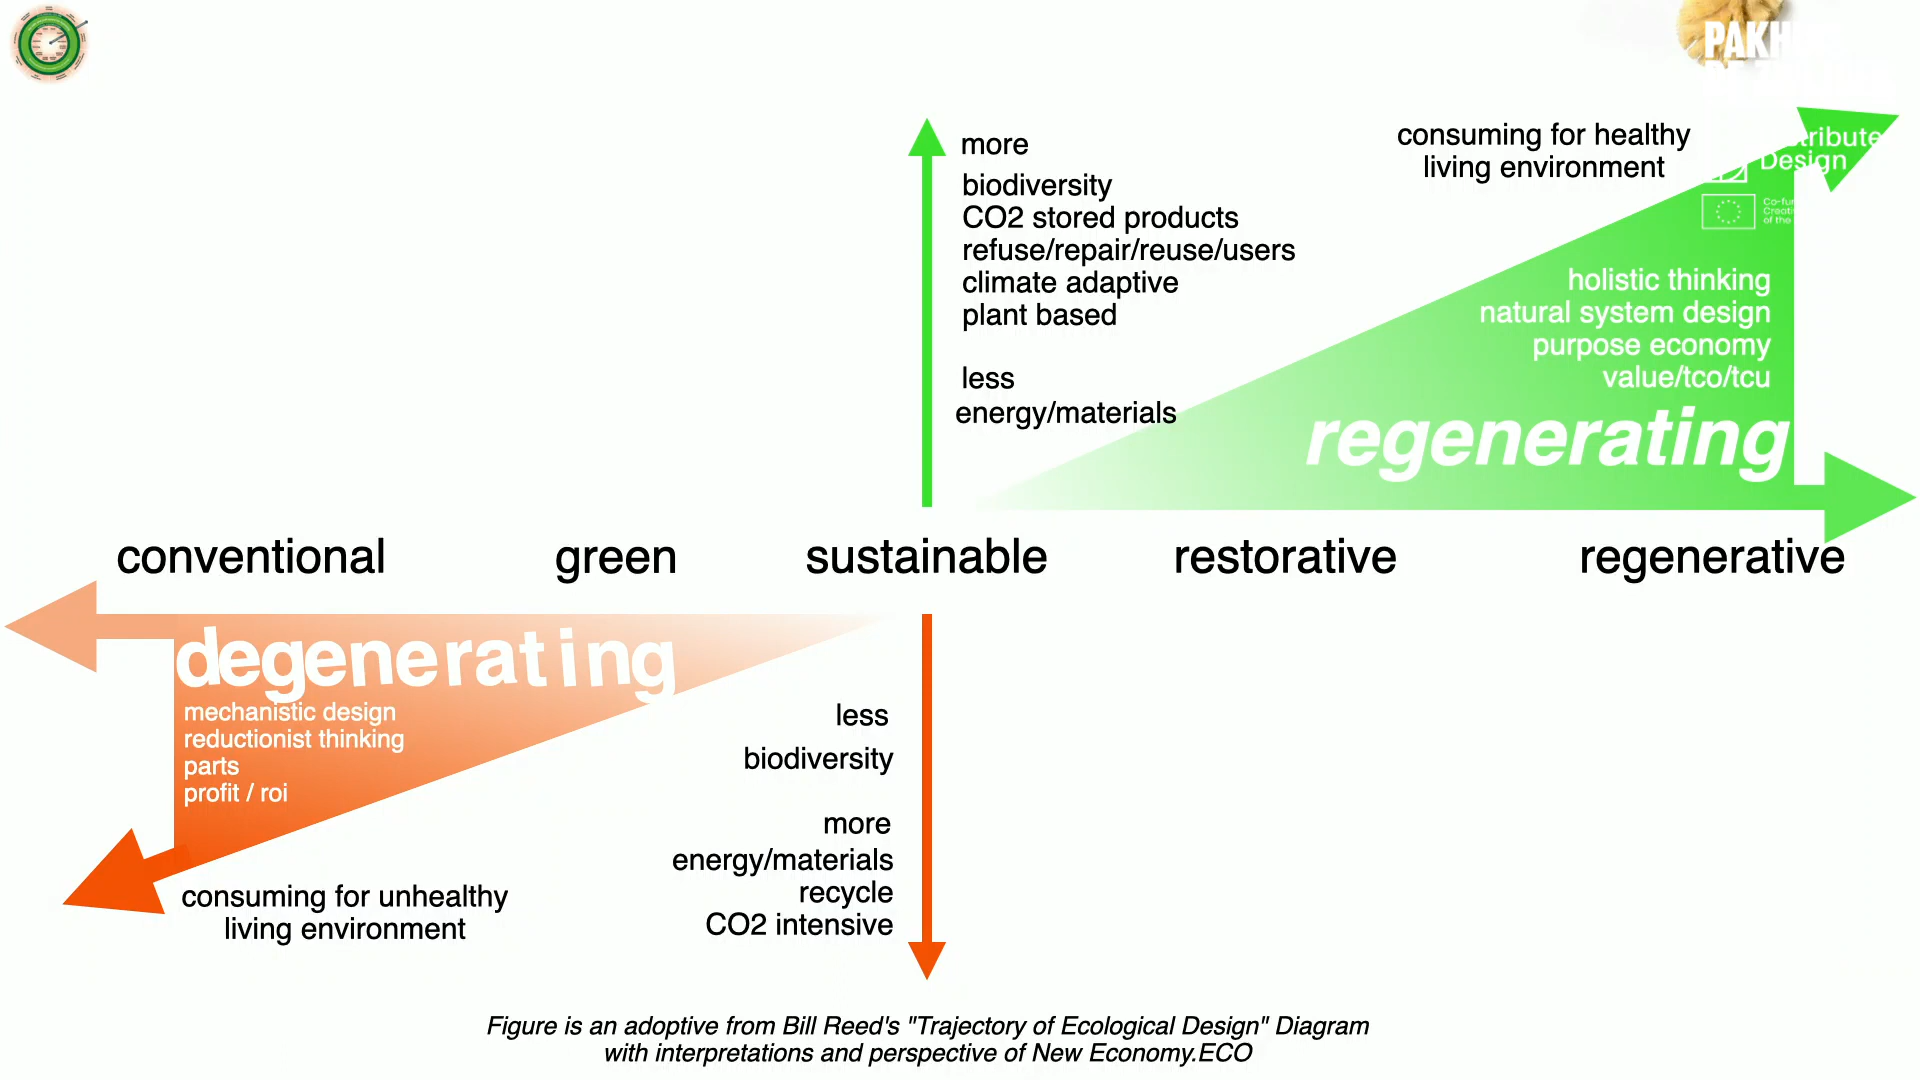 more
biodiversity
CO2 stored products
refuse/repair/reuse/users
climate adaptive
plant based
less
energy/materials
consuming for healthy
living environment
Design
holistic thinking
natural system design
purpose economy
value/tco/tcu
regenerating
conventional green sustainable restorative regenerative
degenerating
mechanistic design
reductionist thinking
parts
profit / roi
consuming for unhealthy
living environment
less
biodiversity
more
energy/materials
recycle
CO2 intensive
Figure is an adoptive from Bill Reed's "Trajectory of Ecological Design" Diagram
with interpretations and perspective of New Economy.ECO